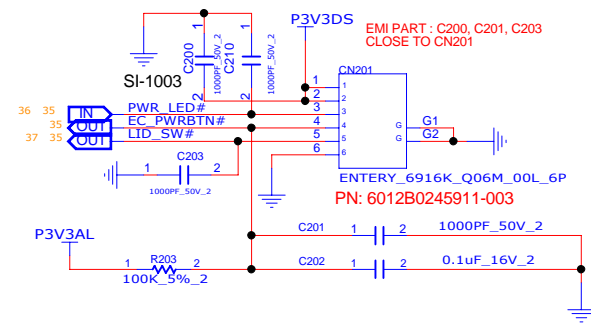 P3V3DS
EMI PART : C200, C201, C203
CLOSE TO CN201
1 1
C200
2
1000PF_50V_2
C210
2
1000PF_50V_2
SI-1003
CN201
1 1
2 2
36 35 IN PWR_LED# 3 3
35 OUT EC_PWRBTN# 4 4 G G1
37 35 OUT LID_SW# 5 5 G G2
6 6
1 C203 2
1000PF_50V_2
ENTERY_6916K_Q06M_00L_6P
PN: 6012B0245911-003
P3V3AL
C201 1 2 1000PF_50V_2
1 R203 2
100K_5%_2
C202 1 2 0.1uF_16V_2